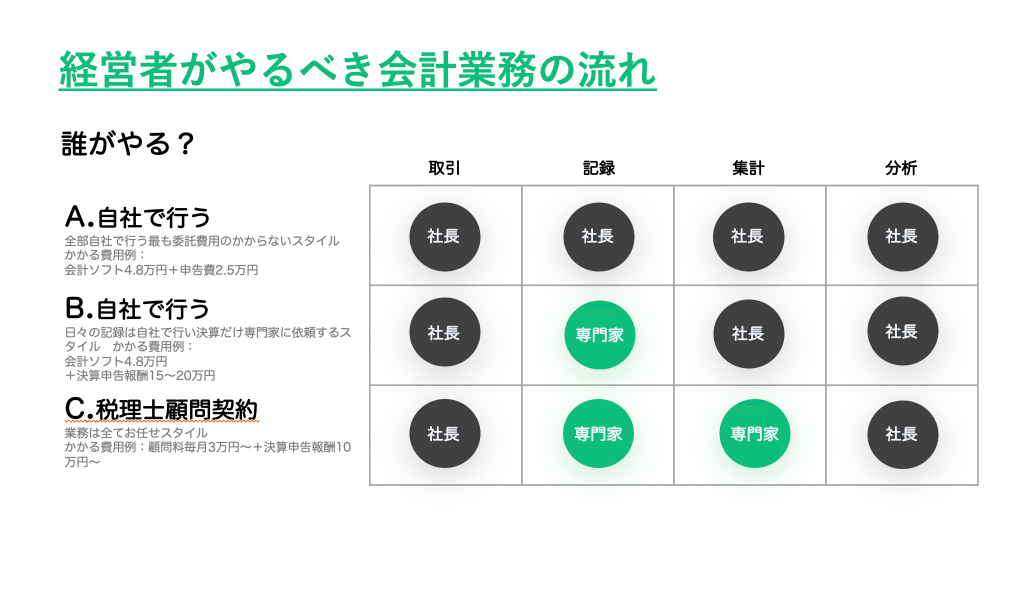 経営者がやるべき会計業務の流れ
誰がやる？
取引 記録 集計 分析
A.自社で行う
全部自社で行う最も委託費用のかからないスタイル
かかる費用例：
会計ソフト4.8万円＋申告費2.5万円
社長 社長 社長 社長
B.自社で行う
日々の記録は自社で行い決算だけ専門家に依頼するス
タイル　かかる費用例：
会計ソフト4.8万円
＋決算申告報酬15〜20万円
社長 専門家 社長 社長
C.税理士顧問契約
業務は全てお任せスタイル
かかる費用例：顧問料毎月3万円〜＋決算申告報酬10
万円〜
社長 専門家 専門家 社長